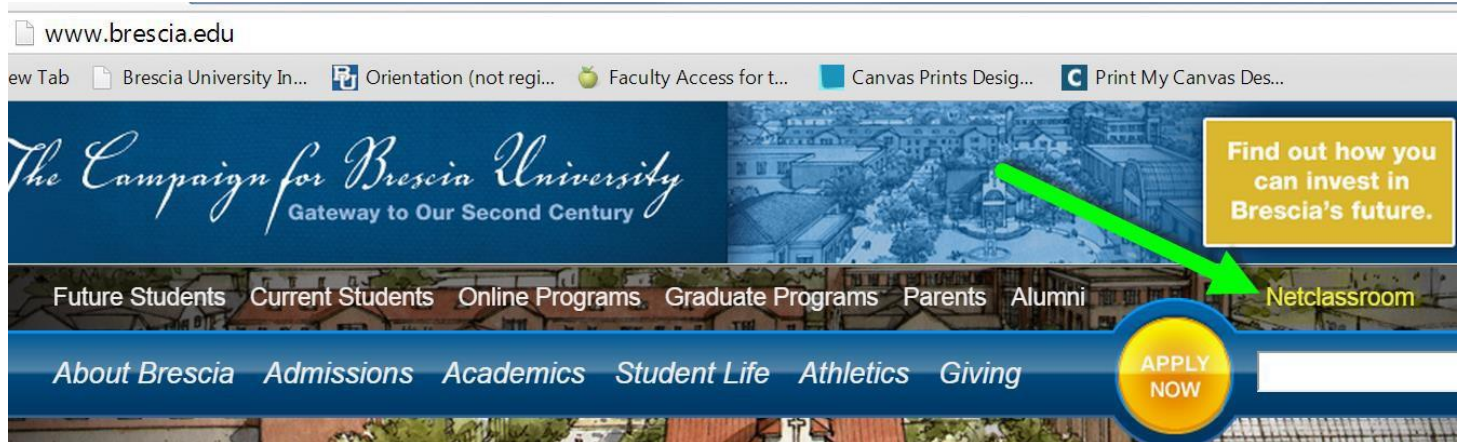 www.brescia.edu
ew Tab Brescia University In... BU Orientation (not regi... Faculty Access for t... Canvas Prints Desig... C Print My Canvas Des...
The Campaign for Brescia University
Gateway to Our Second Century
Find out how you
can invest in
Brescia's future.
Future Students Current Students Online Programs Graduate Programs Parents Alumni Netclassroom
About Brescia Admissions Academics Student Life Athletics Giving
APPLY
NOW